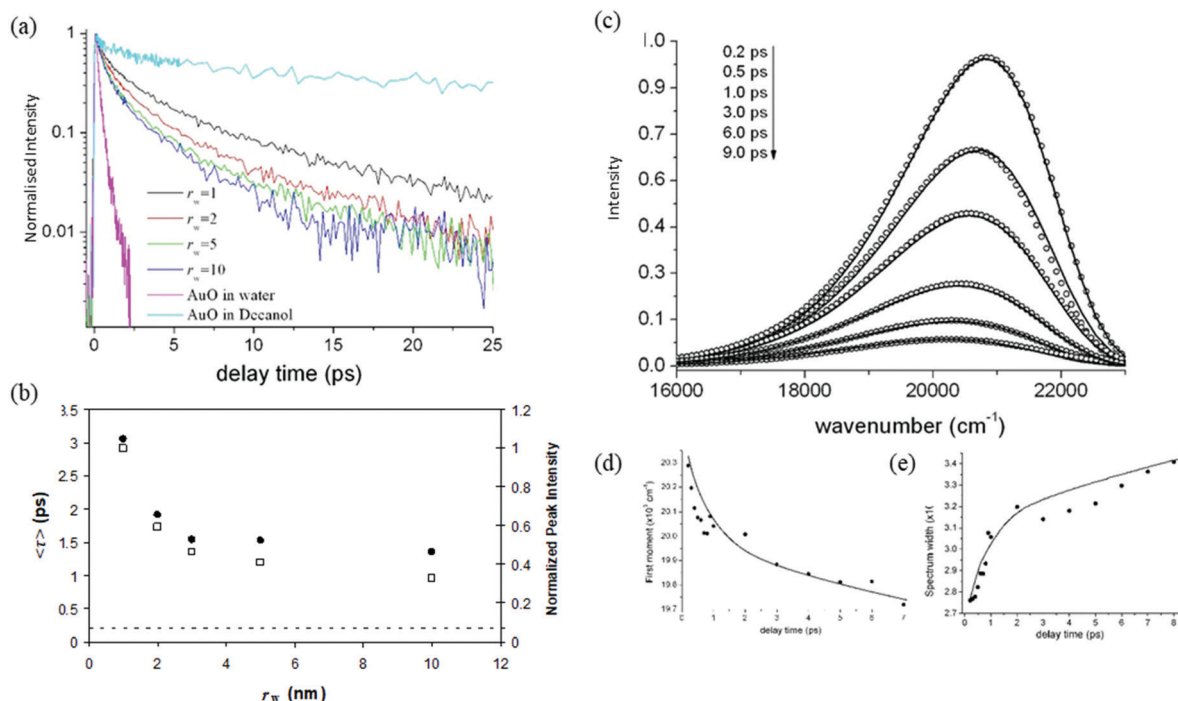 (a)
Normalised Intensity
1
0.1
0.01
r_w=1
r_w=2
r_w=5
r_w=10
AuO in water
AuO in Decanol
0 5 10 15 20 25
delay time (ps)
(b)
<τ> (ps)
3.5
3
2.5
2
1.5
1
0.5
0
Normalized Peak Intensity
1.2
1
0.8
0.6
0.4
0.2
0
0 2 4 6 8 10 12
r_w (nm)
(c)
Intensity
1.0
0.9
0.7
0.6
0.4
0.3
0.1
0.0
0.2 ps
0.5 ps
1.0 ps
3.0 ps
6.0 ps
9.0 ps
16000 18000 20000 22000
wavenumber (cm⁻¹)
(d)
First moment (x10³ cm⁻¹)
20.3
20.3
20.2
20.1
20.0
19.9
19.8
19.7
0 1 2 3 4 5 6 7
delay time (ps)
(e)
Spectrum width (x1(
3.4
3.3
3.2
3.1
3.0
2.9
2.8
2.7
0 1 2 3 4 5 6 7 8
delay time (ps)